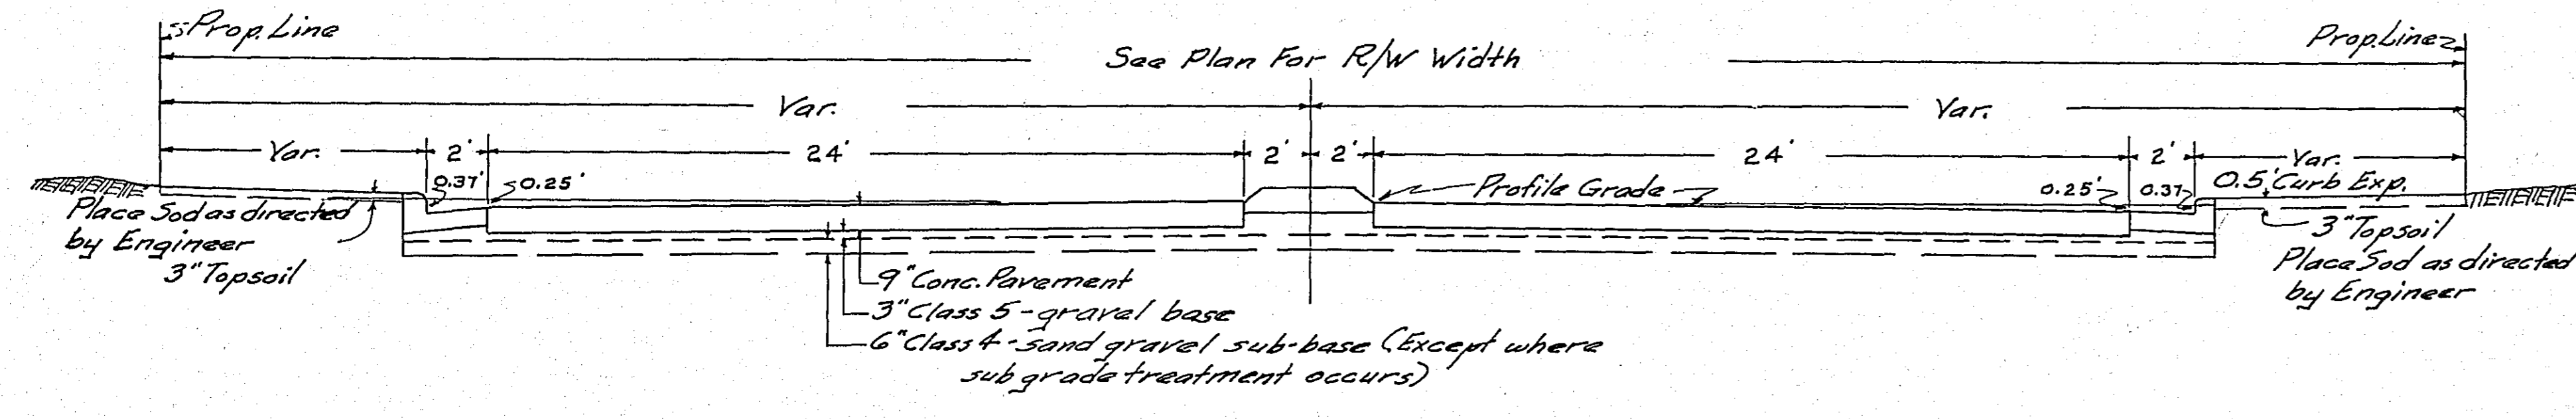 Prop. Line
Prop. Line
See Plan For R/W Width
Var.
Var.
Var.
2'
24'
2'
2'
24'
2'
Var.
0.37'
0.25'
Profile Grade
0.25'
0.37
0.5' Curb Exp.
Place Sod as directed
by Engineer
3" Topsoil
3" Topsoil
Place Sod as directed
by Engineer
9" Conc. Pavement
3" Class 5 - gravel base
6" Class 4 - sand gravel sub-base (Except where
sub grade treatment occurs)